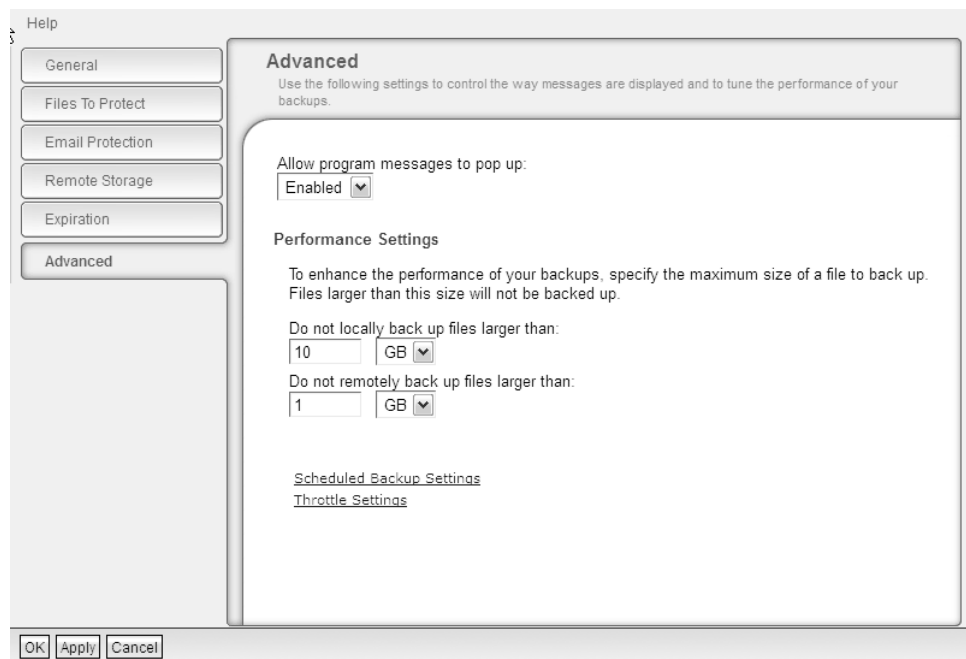 Help
General
Files To Protect
Email Protection
Remote Storage
Expiration
Advanced
Advanced
Use the following settings to control the way messages are displayed and to tune the performance of your
backups.
Allow program messages to pop up:
Enabled
Performance Settings
To enhance the performance of your backups, specify the maximum size of a file to back up.
Files larger than this size will not be backed up.
Do not locally back up files larger than:
10 GB
Do not remotely back up files larger than:
1 GB
Scheduled Backup Settings
Throttle Settings
OK Apply Cancel